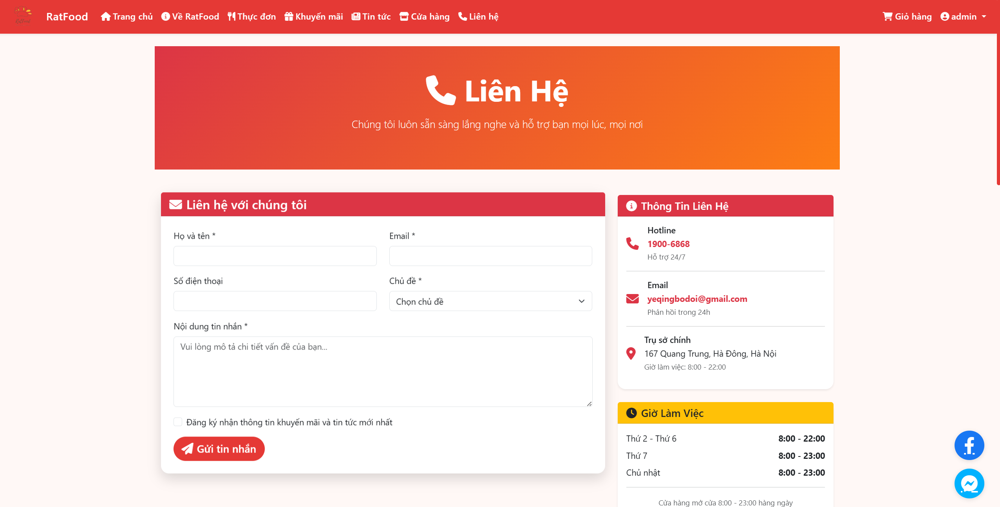 RatFood
RatFood Trang chủ Về RatFood Thực đơn Khuyến mãi Tin tức Cửa hàng Liên hệ Giỏ hàng admin
Liên Hệ
Chúng tôi luôn sẵn sàng lắng nghe và hỗ trợ bạn mọi lúc, mọi nơi
Liên hệ với chúng tôi
Họ và tên *
Email *
Số điện thoại
Chủ đề *
Chọn chủ đề
Nội dung tin nhắn *
Vui lòng mô tả chi tiết vấn đề của bạn...
Đăng ký nhận thông tin khuyến mãi và tin tức mới nhất
Gửi tin nhắn
Thông Tin Liên Hệ
Hotline
1900-6868
Hỗ trợ 24/7
Email
yeqingbodoi@gmail.com
Phản hồi trong 24h
Trụ sở chính
167 Quang Trung, Hà Đông, Hà Nội
Giờ làm việc: 8:00 - 22:00
Giờ Làm Việc
Thứ 2 - Thứ 6 8:00 - 22:00
Thứ 7 8:00 - 23:00
Chủ nhật 8:00 - 23:00
Cửa hàng mở cửa 8:00 - 23:00 hàng ngày